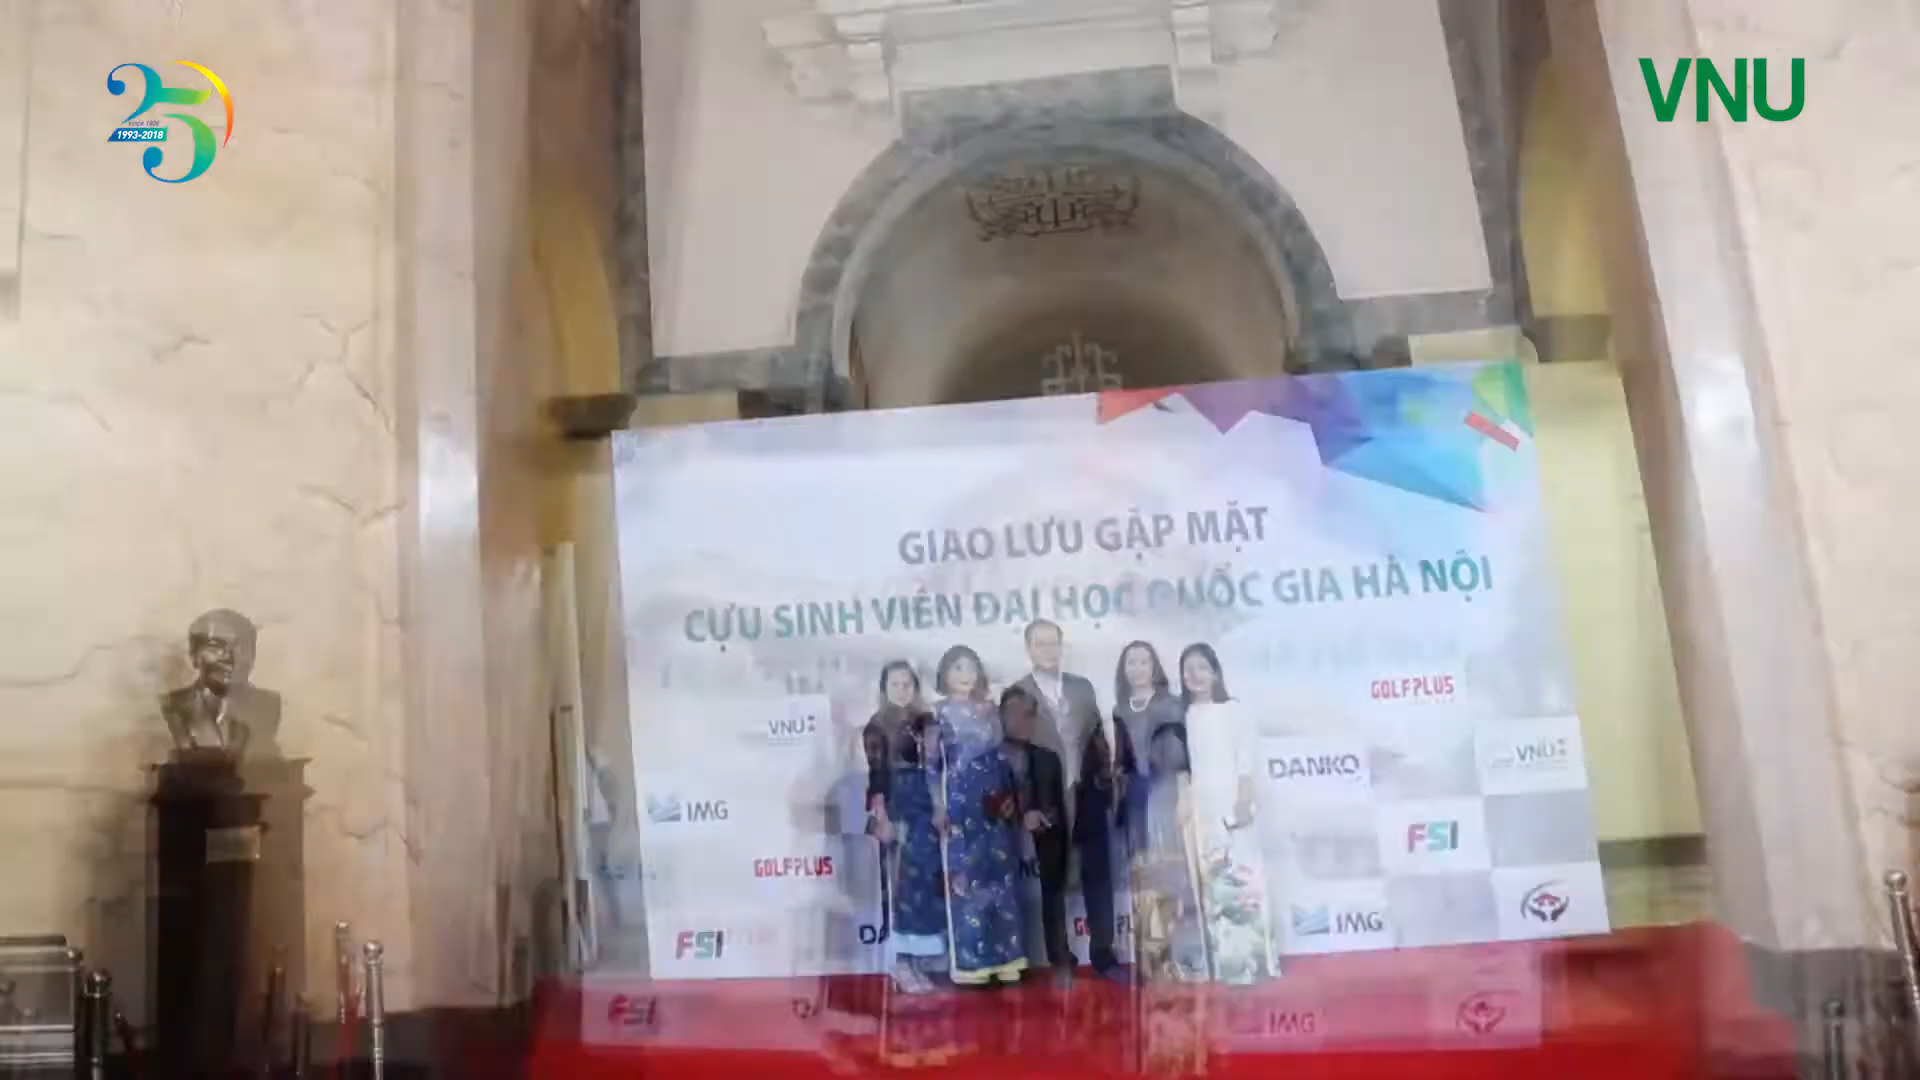 25
since 1906
1993-2018
VNU
GIAO LƯU GẶP MẶT
CỰU SINH VIÊN ĐẠI HỌC QUỐC GIA HÀ NỘI
GOLFPLUS
VNU
DANKO
VNU
IMG
FSI
GOLFPLUS
IMG
FSI
FSI
IMG